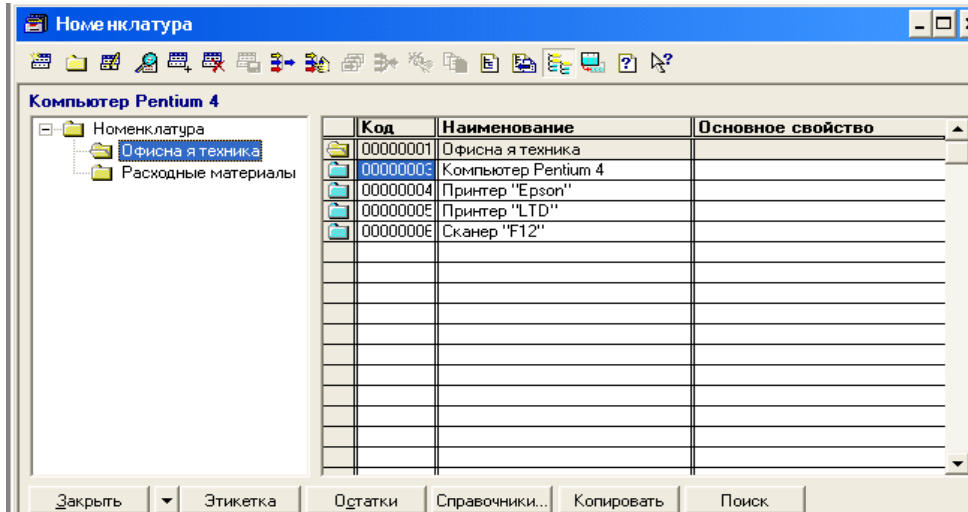 Номенклатура
Компьютер Pentium 4
Номенклатура
Офисна я техника
Расходные материалы
Код Наименование Основное свойство
00000001 Офисна я техника
00000003 Компьютер Pentium 4
00000004 Принтер "Epson"
00000005 Принтер "LTD"
00000006 Сканер "F12"
Закрыть Этикетка Остатки Справочники... Копировать Поиск